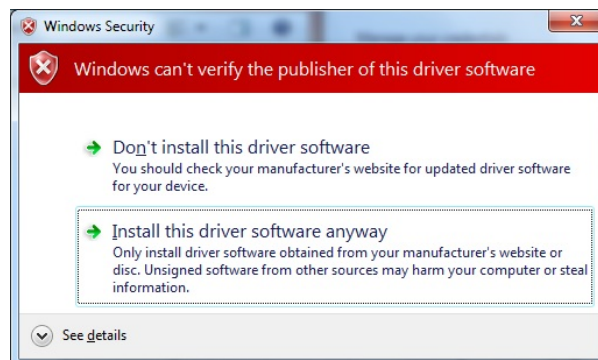 Windows Security
Windows can't verify the publisher of this driver software
Don't install this driver software
You should check your manufacturer's website for updated driver software
for your device.
Install this driver software anyway
Only install driver software obtained from your manufacturer's website or
disc. Unsigned software from other sources may harm your computer or steal
information.
See details